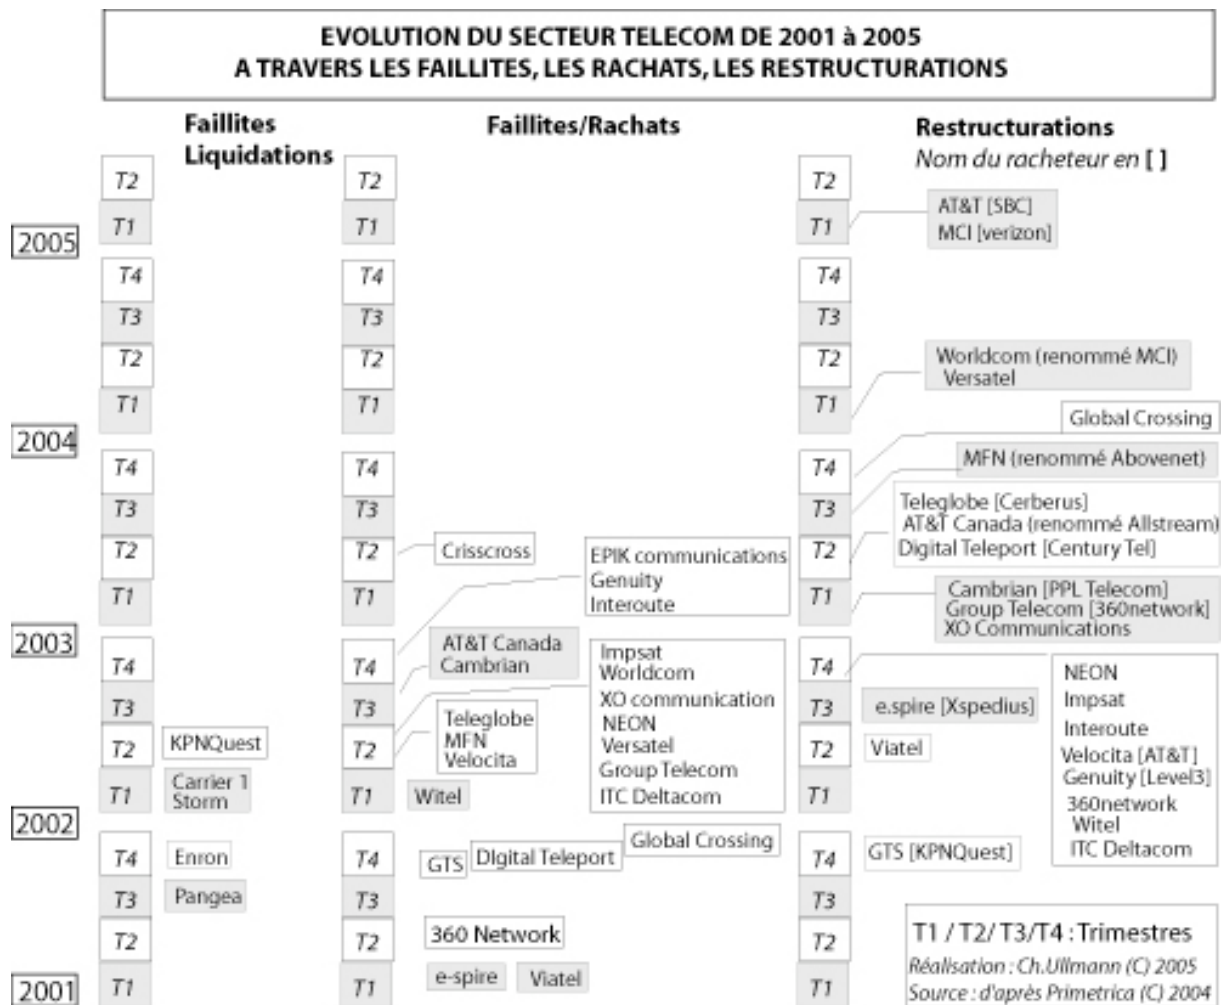 EVOLUTION DU SECTEUR TELECOM DE 2001 à 2005
A TRAVERS LES FAILLITES, LES RACHATS, LES RESTRUCTURATIONS
Faillites
Liquidations
Faillites/Rachats
Restructurations
Nom du racheteur en [ ]
T2 T2 T2
T1 T1 T1
AT&T [SBC]
MCI [verizon]
2005
T4 T4 T4
T3 T3 T3
T2 T2 T2
Worldcom (renommé MCI)
Versatel
T1 T1 T1
Global Crossing
2004
T4 T4 T4
MFN (renommé Abovenet)
T3 T3 T3
Teleglobe [Cerberus]
AT&T Canada (renommé Allstream)
Digital Teleport [Century Tel]
T2 T2 T2
Crisscross
EPIK communications
Genuity
Interoute
T1 T1 T1
Cambrian [PPL Telecom]
Group Telecom [360network]
XO Communications
2003
T4 T4 T4
AT&T Canada
Cambrian
Impsat
Worldcom
XO communication
NEON
Versatel
Group Telecom
ITC Deltacom
NEON
Impsat
Interoute
Velocita [AT&T]
Genuity [Level3]
360network
Witel
ITC Deltacom
T3 T3 T3
e.spire [Xspedius]
Teleglobe
MFN
Velocita
T2 KPNQuest T2 T2 Viatel
T1 Carrier 1
Storm
T1 Witel T1
2002
T4 Enron T4 GTS DIgital Teleport Global Crossing T4 GTS [KPNQuest]
T3 Pangea T3 T3
T2 T2 360 Network T2
T1 T1 e-spire Viatel T1
2001
T1 / T2/ T3/T4 : Trimestres
Réalisation : Ch.Ullmann (C) 2005
Source : d'après Primetrica (C) 2004